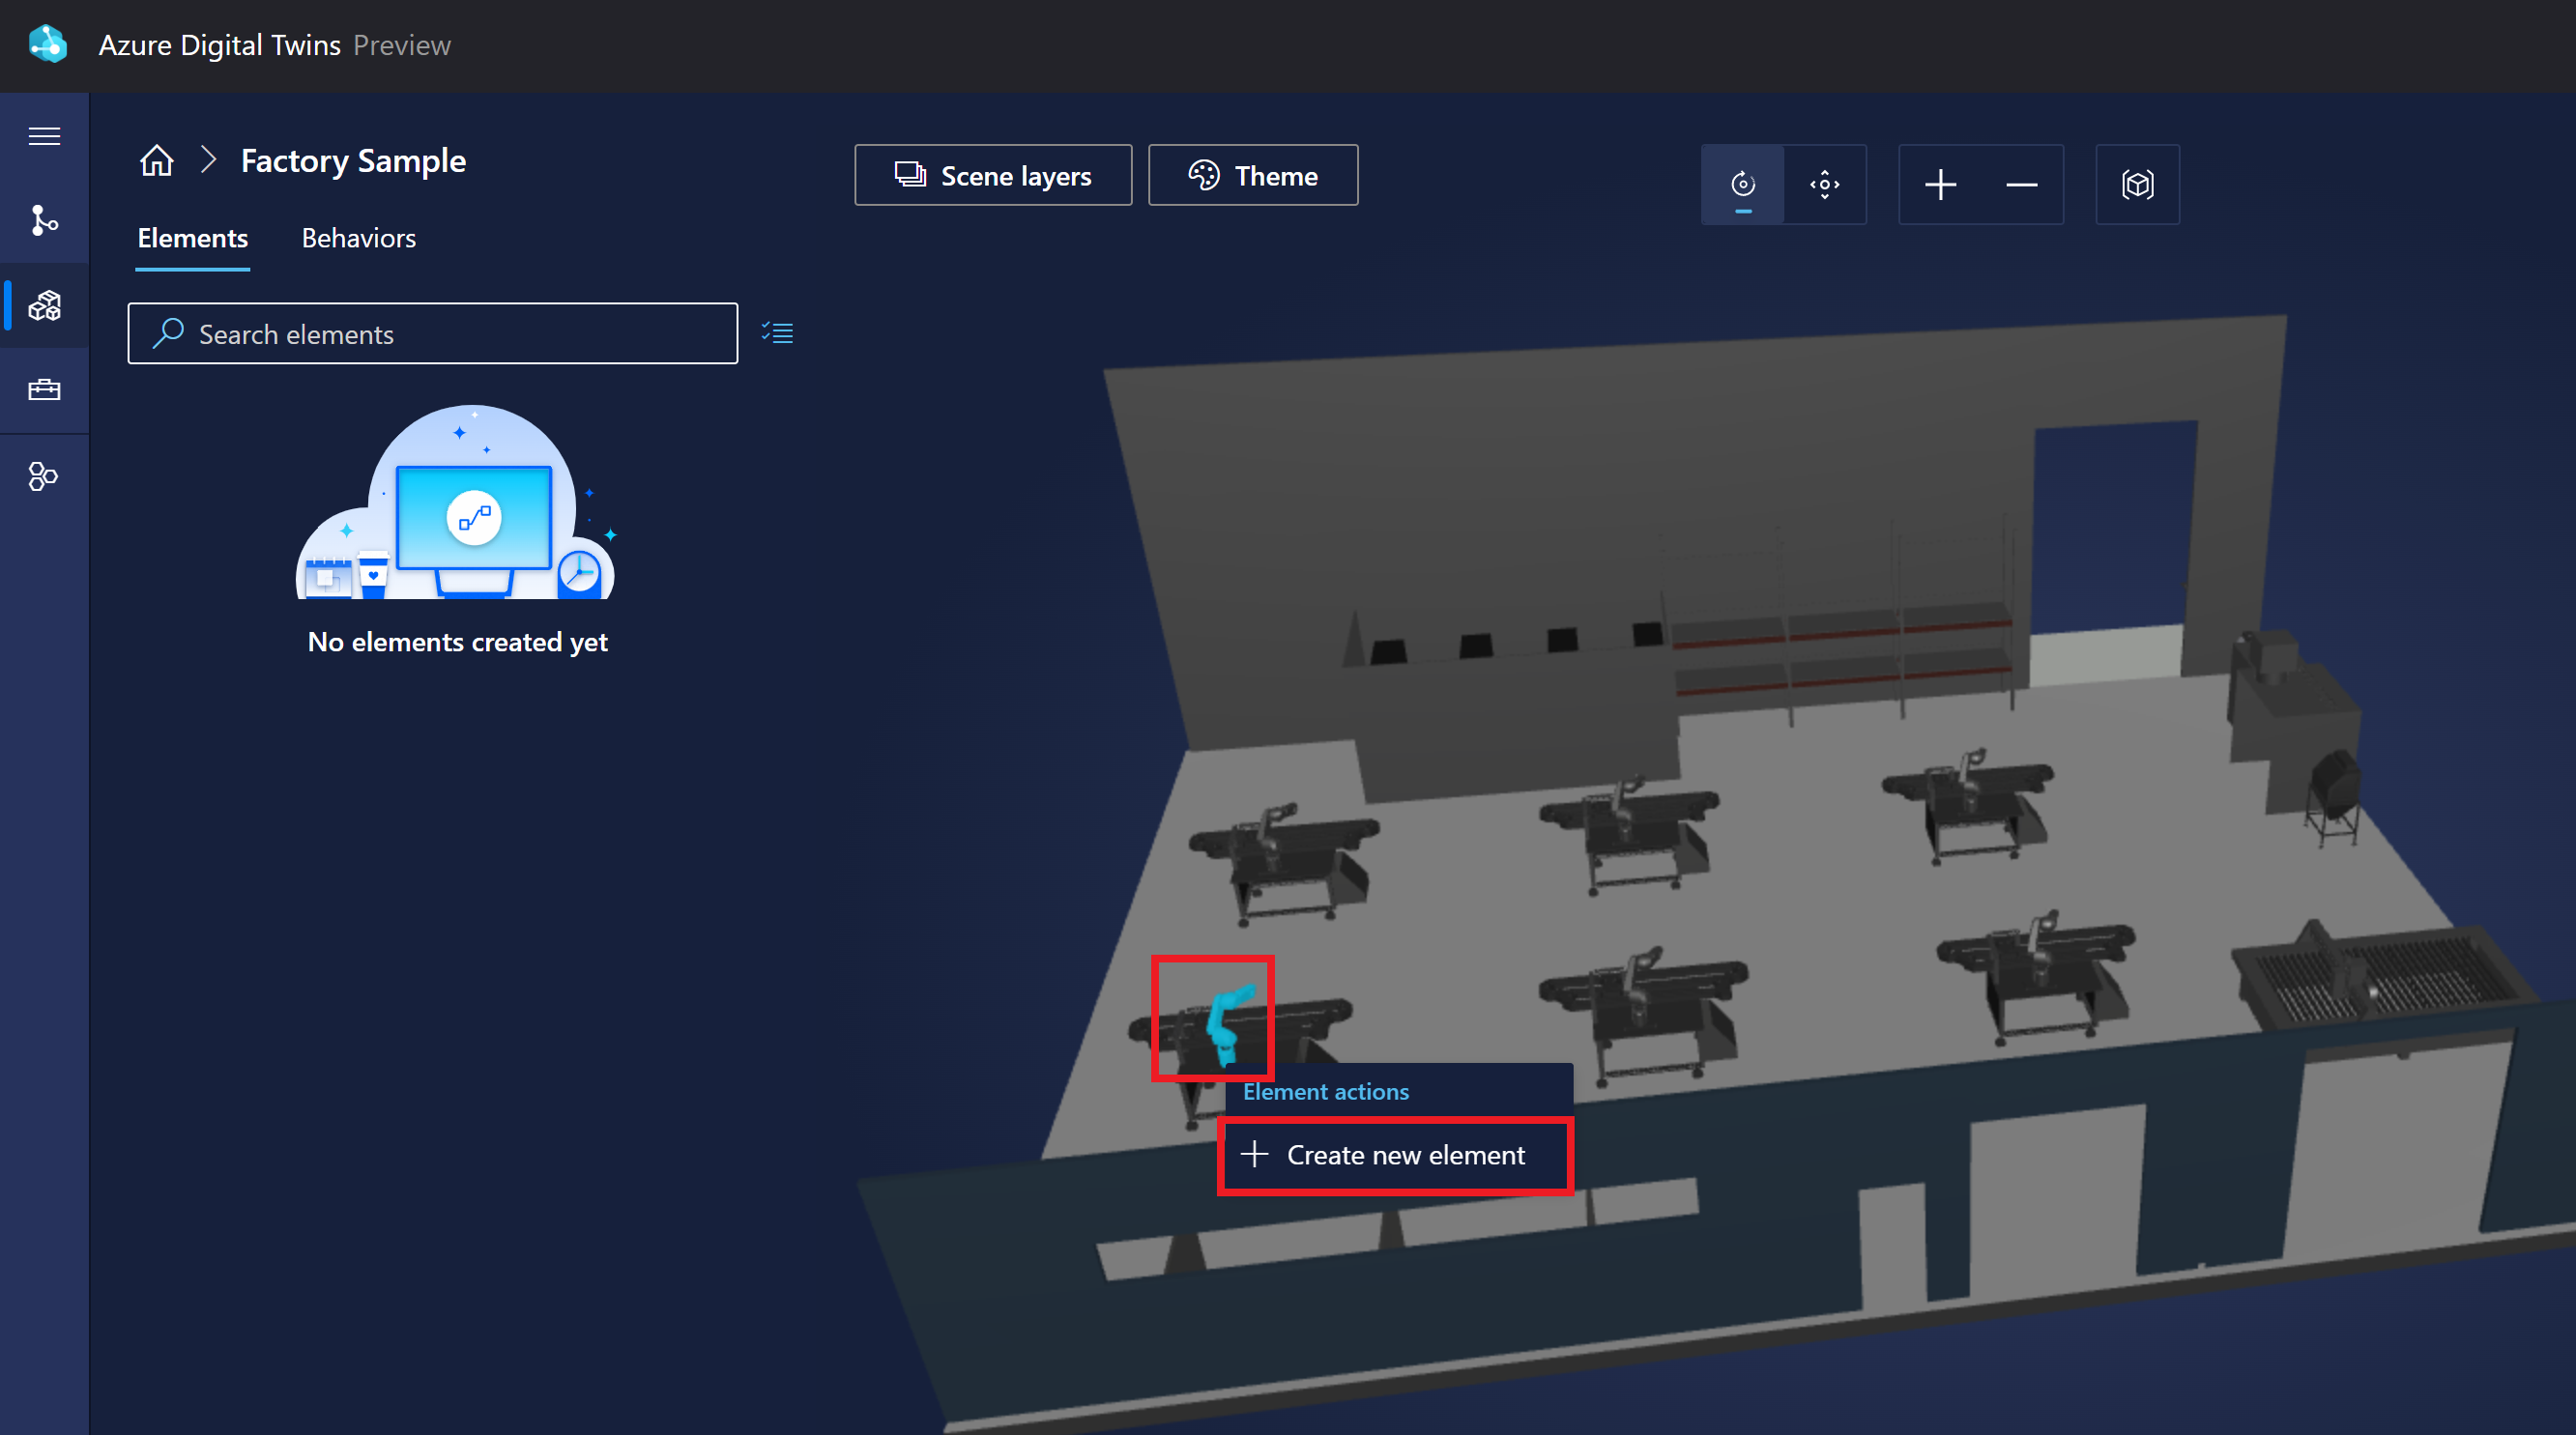 Azure Digital Twins Preview
Factory Sample
Scene layers
Theme
Elements
Behaviors
Search elements
No elements created yet
Element actions
Create new element